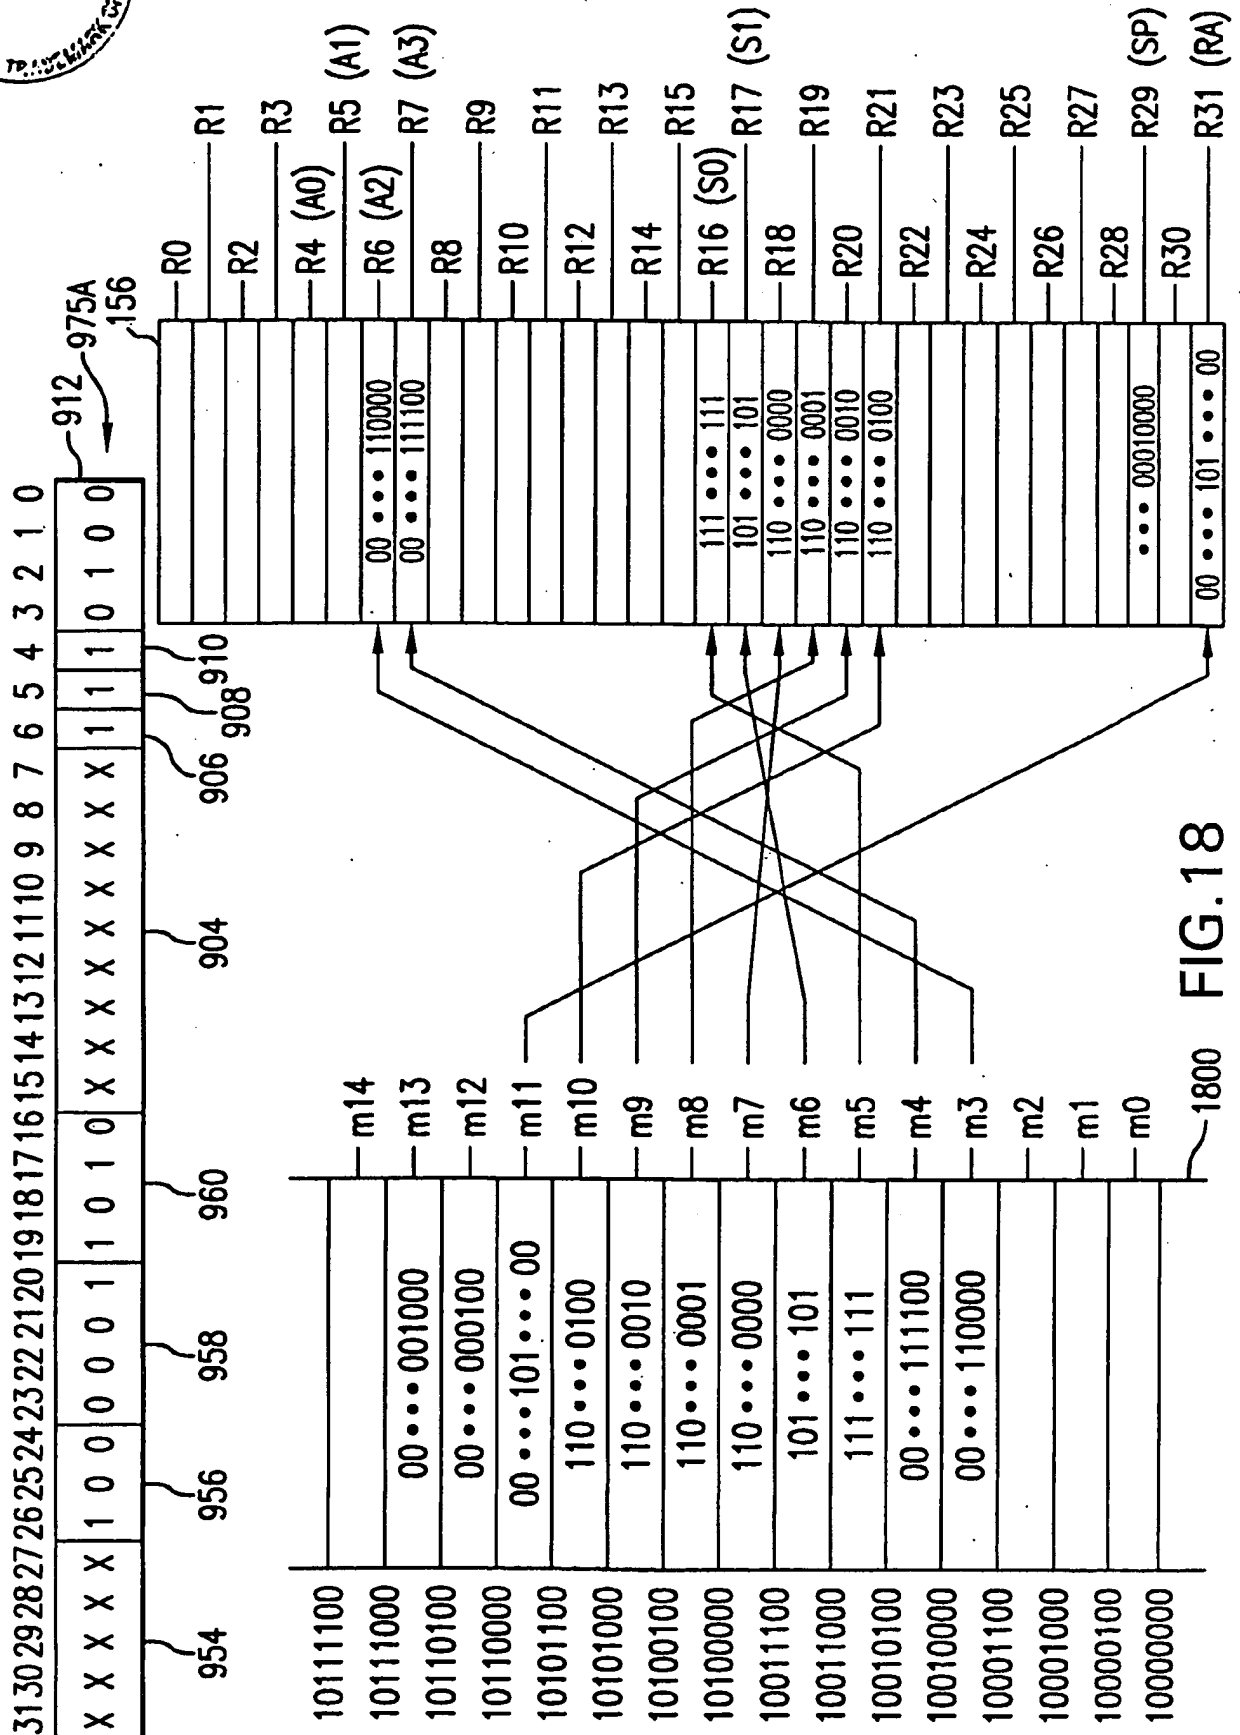 31 30 29 28 27 26 25 24 23 22 21 20 19 18 17 16 15 14 13 12 11 10 9 8 7 6 5 4 3 2 1 0
X X X X X 1 0 0 0 0 0 1 1 0 1 0 X X X X X X X X X 1 1 1 0 1 0 0
912
975A
954
956
958
960
904
906
908
910
156
10111100
10111000
10110100
10110000
10101100
10101000
10100100
10100000
10011100
10011000
10010100
10010000
10001100
10001000
10000100
10000000
00 •••• 001000
00 •••• 000100
00 •••• 101 •••• 00
110 •••• 0100
110 •••• 0010
110 •••• 0001
110 •••• 0000
101 •••• 101
111 •••• 111
00 •••• 111100
00 •••• 110000
m14
m13
m12
m11
m10
m9
m8
m7
m6
m5
m4
m3
m2
m1
m0
1800
00 •••• 110000
00 •••• 111100
111 •••• 111
101 •••• 101
110 •••• 0000
110 •••• 0001
110 •••• 0010
110 •••• 0100
•••• 00010000
00 •••• 101 •••• 00
R0
R1
R2
R3
R4 (A0)
R5 (A1)
R6 (A2)
R7 (A3)
R8
R9
R10
R11
R12
R13
R14
R15
R16 (S0)
R17 (S1)
R18
R19
R20
R21
R22
R23
R24
R25
R26
R27
R28
R29 (SP)
R30
R31 (RA)
FIG.18